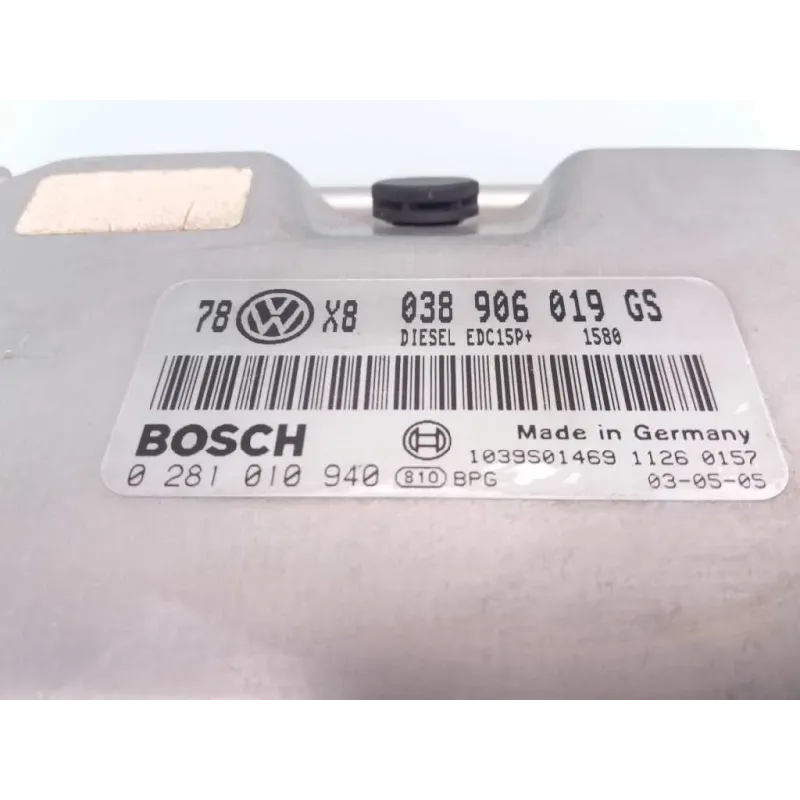 78 VW X8 038 906 019 GS
DIESEL EDC15P+ 1580
BOSCH Made in Germany
0 281 010 940 810 BPG 1039S01469 1126 0157
03-05-05